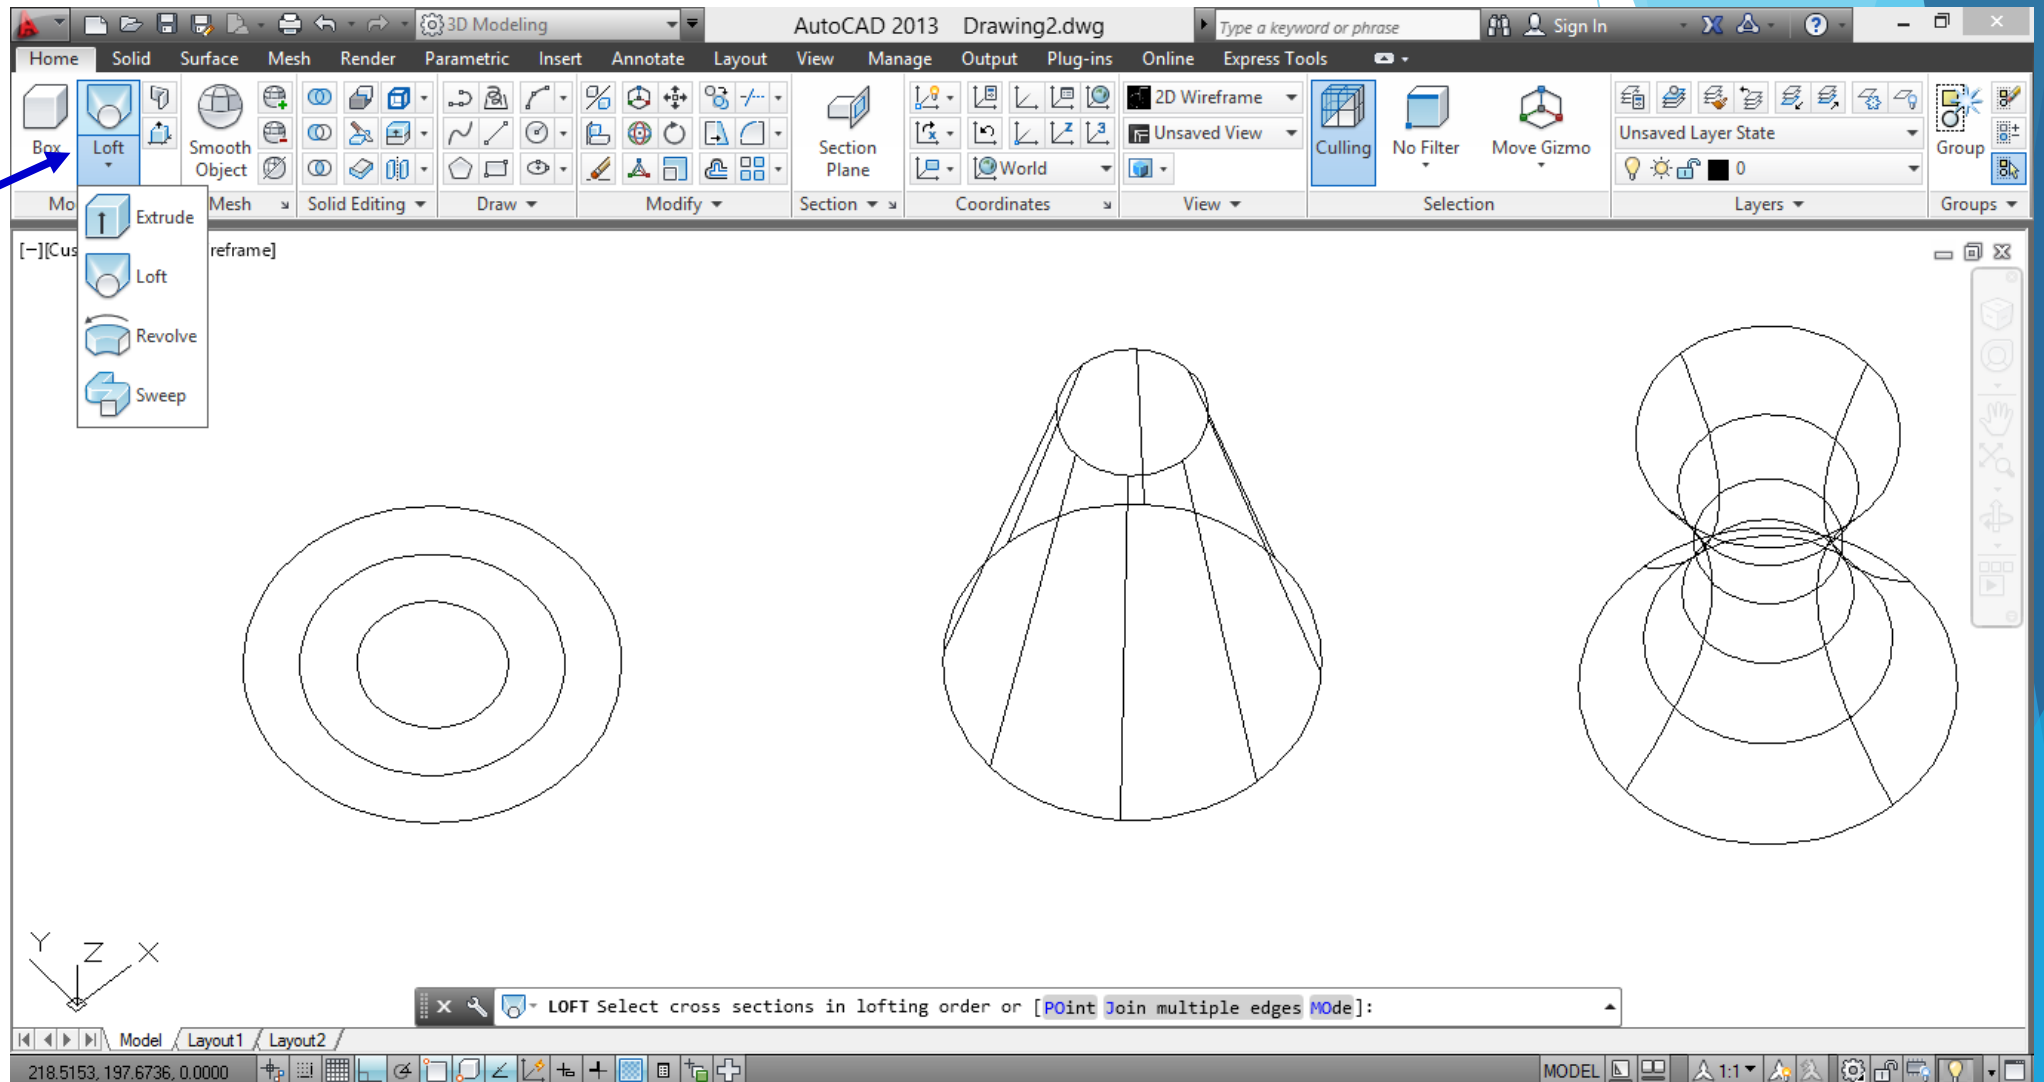 3D Modeling AutoCAD 2013 Drawing2.dwg Type a keyword or phrase Sign In
Home Solid Surface Mesh Render Parametric Insert Annotate Layout View Manage Output Plug-ins Online Express Tools
2D Wireframe
Unsaved View Unsaved Layer State
Box Loft Smooth Object Section Plane World Culling No Filter Move Gizmo 0 Group
Mo Mesh Solid Editing Draw Modify Section Coordinates View Selection Layers Groups
Extrude
[−][Cus reframe]
Loft
Revolve
Sweep
Y Z X
LOFT Select cross sections in lofting order or [POint Join multiple edges MOde]:
Model Layout1 Layout2
218.5153, 197.6736, 0.0000 MODEL 1:1